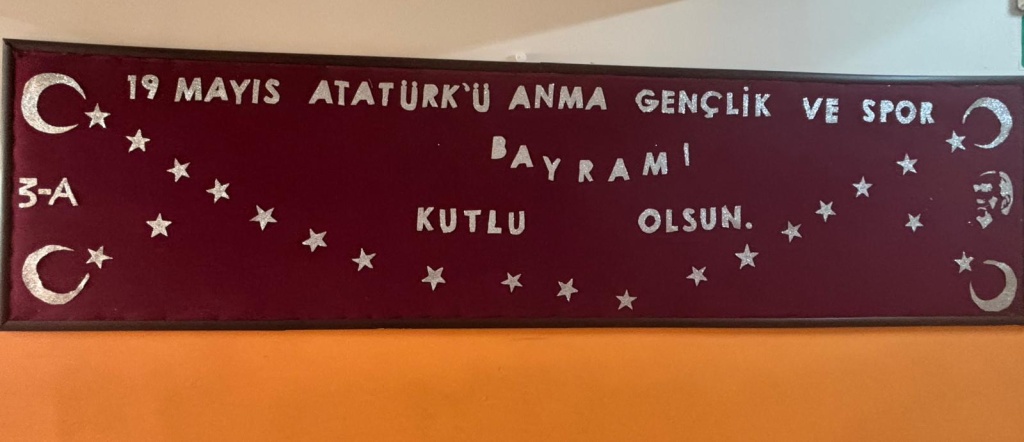 19 MAYIS ATATÜRK'Ü ANMA GENÇLİK VE SPOR
BAYRAMI
3-A
KUTLU OLSUN.